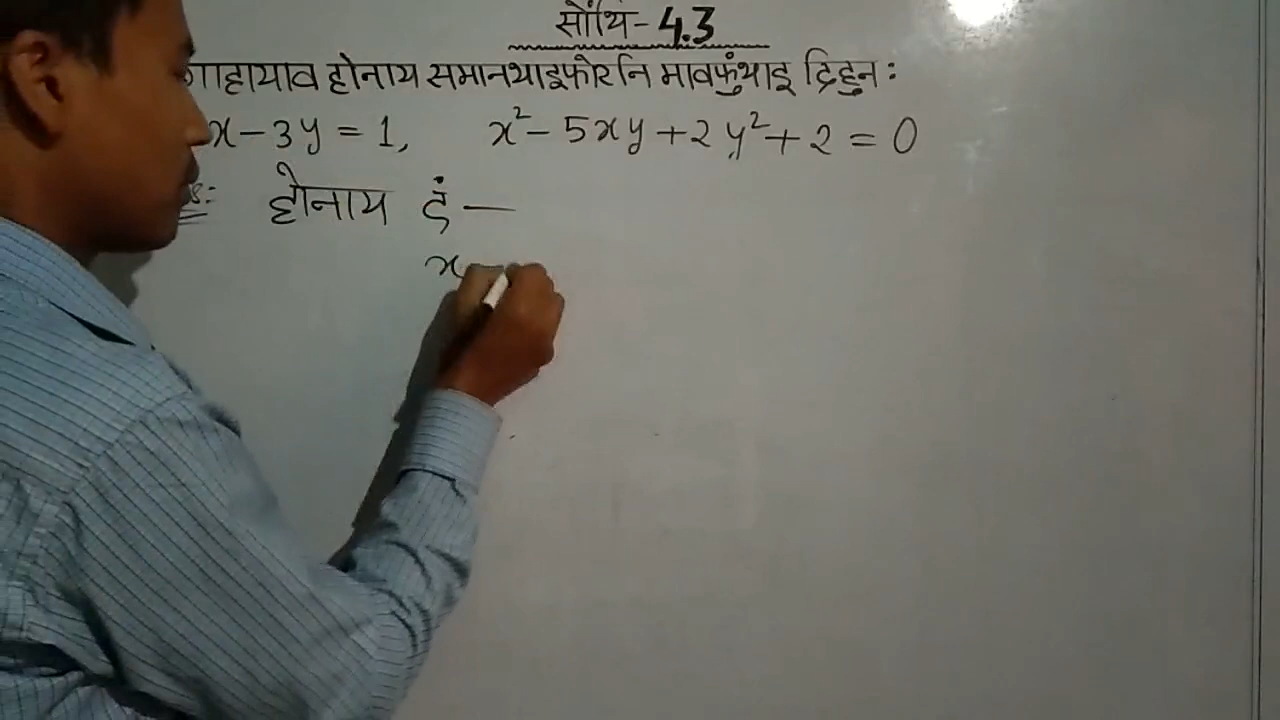 सोंथि- 4.3
गाहायाव होनाय समानथाइफोरनि मावफुंथाइ दिहुन :
x - 3y = 1, x² - 5xy + 2y² + 2 = 0
होनाय दं —
x